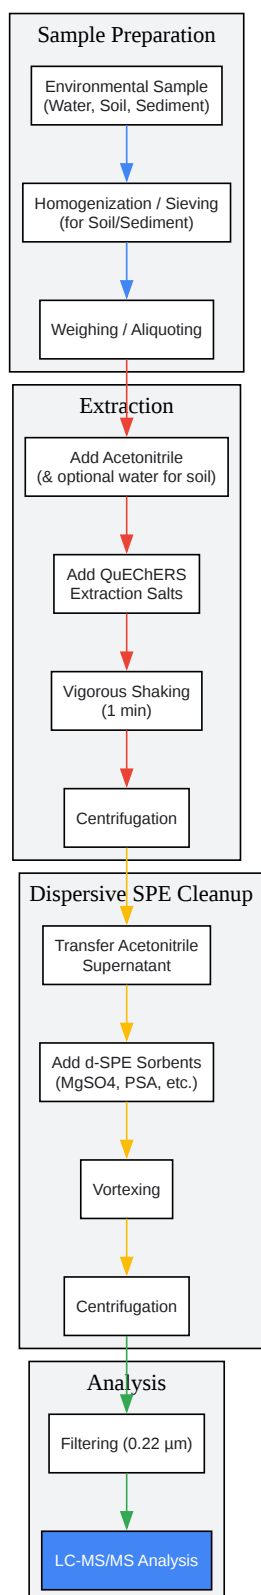 Sample Preparation
Environmental Sample
(Water, Soil, Sediment)
Homogenization / Sieving
(for Soil/Sediment)
Weighing / Aliquoting
Extraction
Add Acetonitrile
(& optional water for soil)
Add QuEChERS
Extraction Salts
Vigorous Shaking
(1 min)
Centrifugation
Dispersive SPE Cleanup
Transfer Acetonitrile
Supernatant
Add d-SPE Sorbents
(MgSO4, PSA, etc.)
Vortexing
Centrifugation
Analysis
Filtering (0.22 µm)
LC-MS/MS Analysis